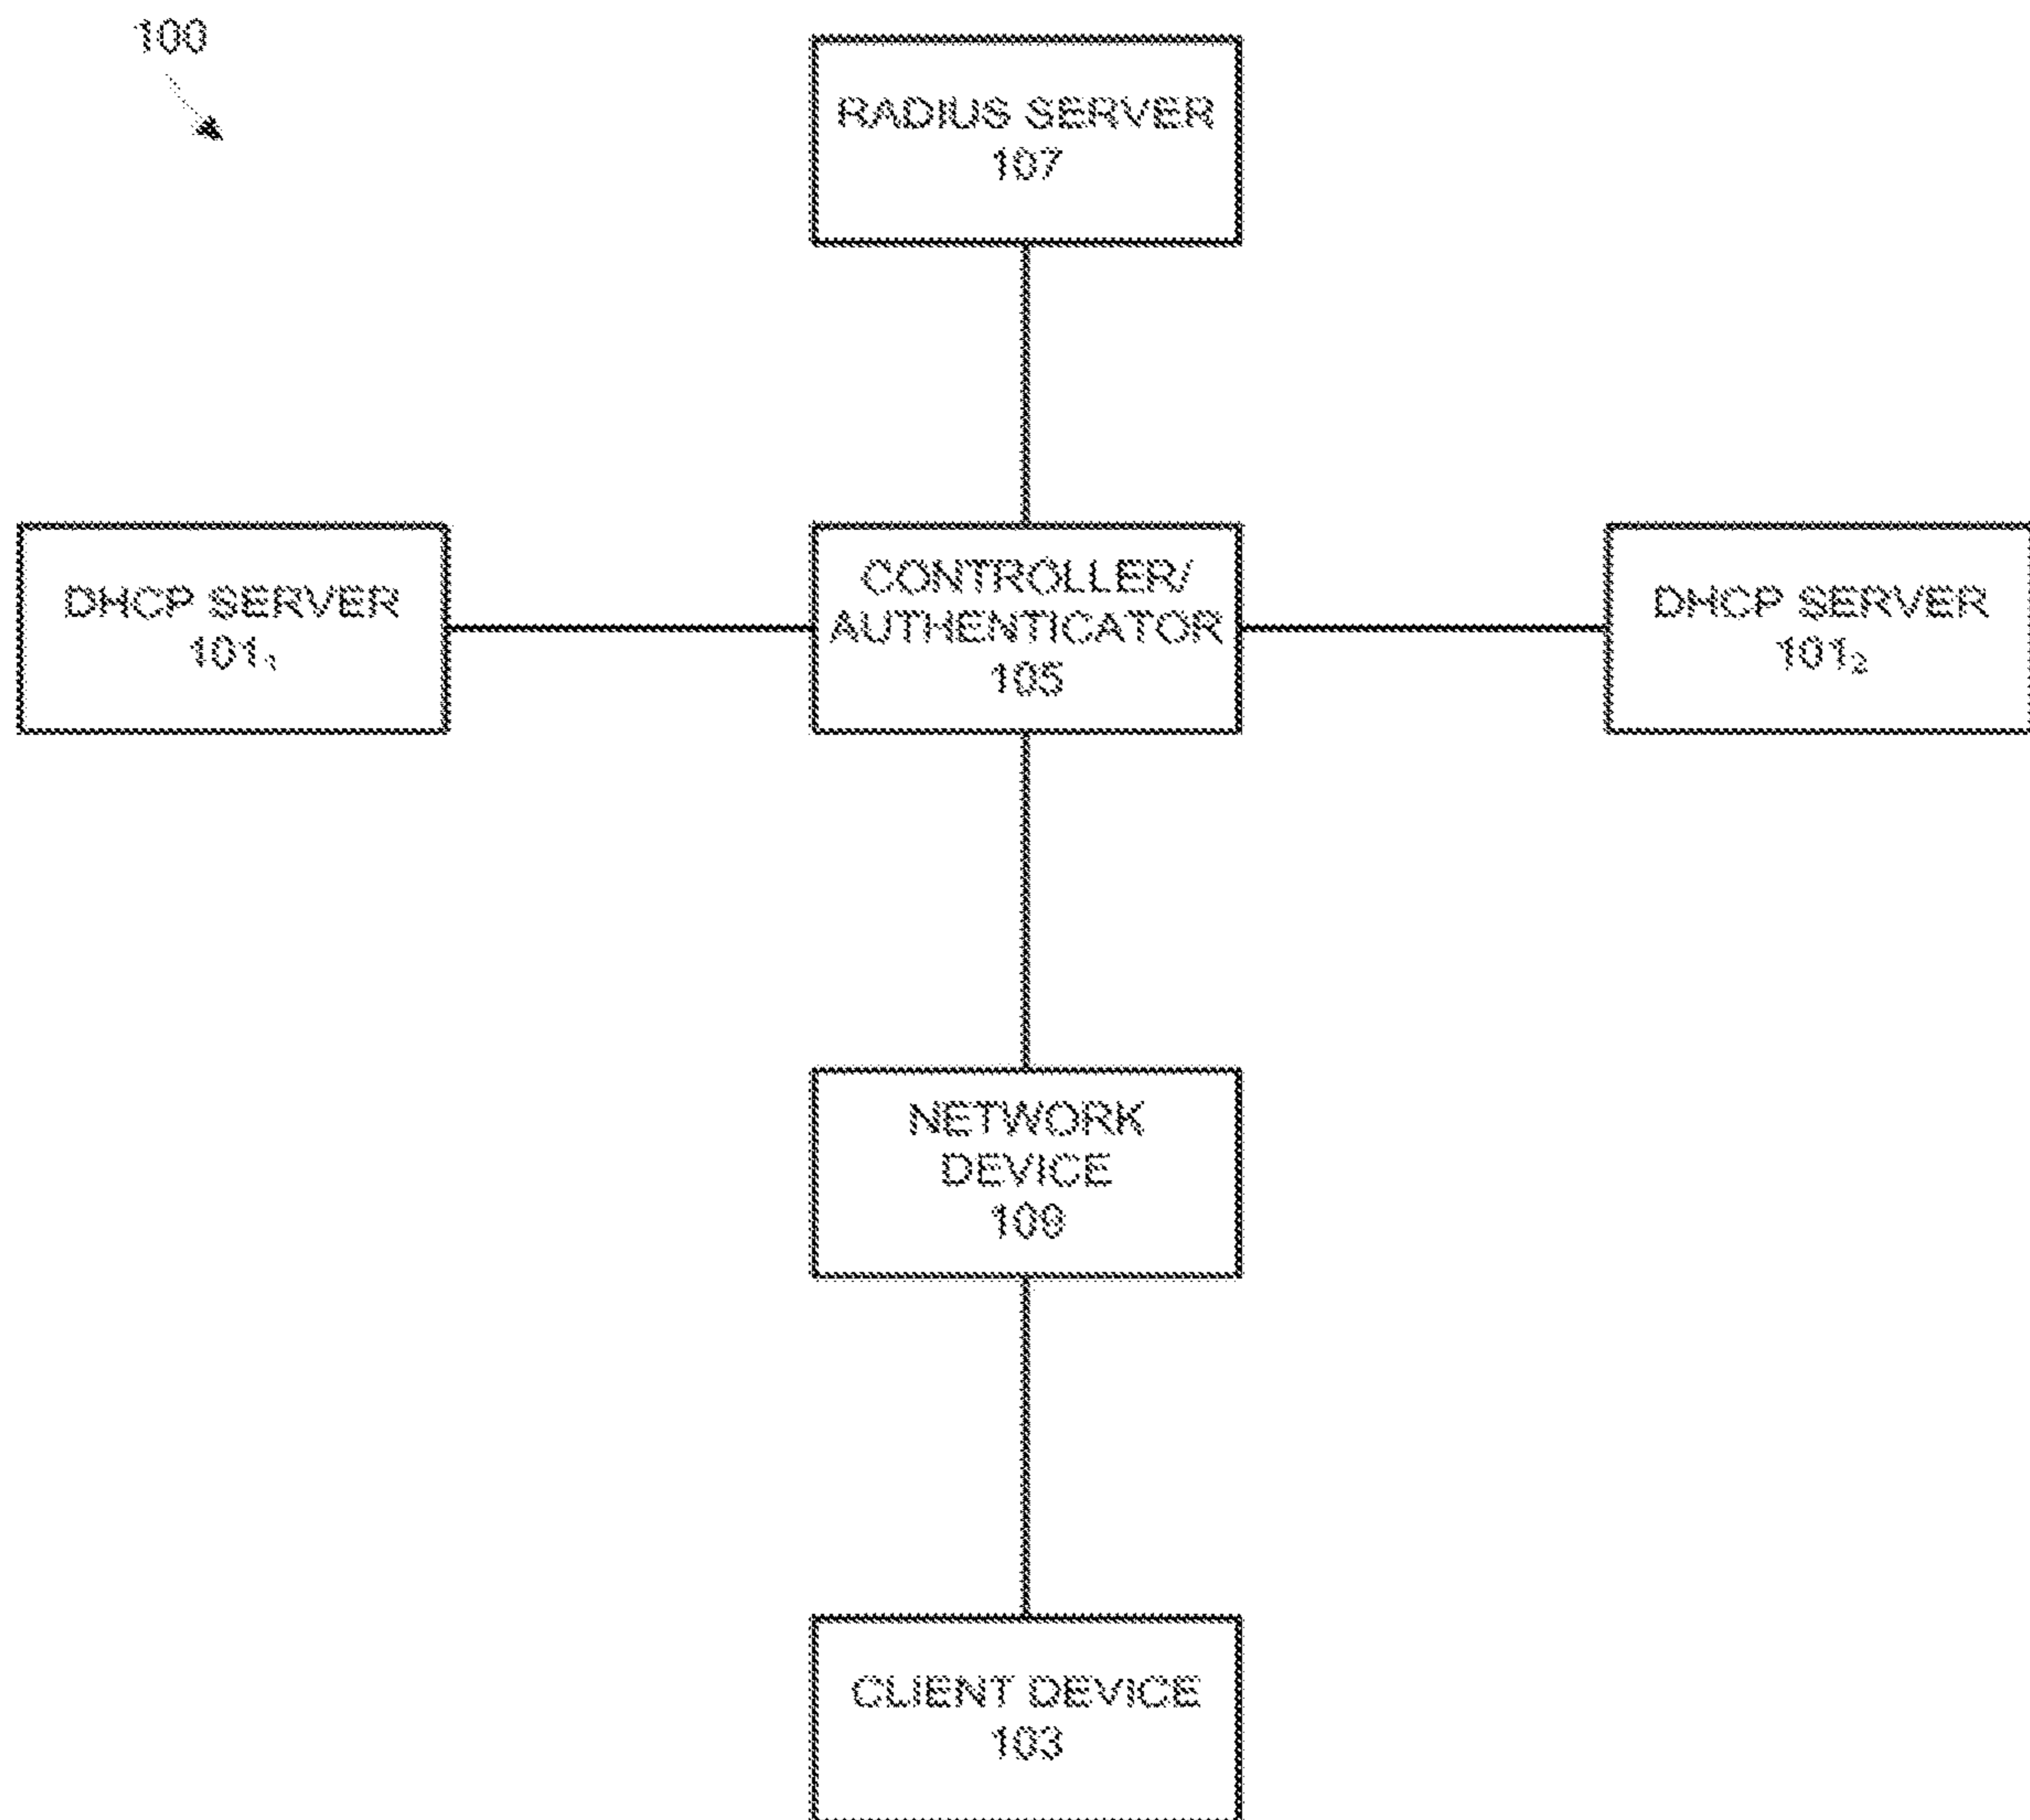 100
RADIUS SERVER
107
DHCP SERVER
101₁
CONTROLLER/
AUTHENTICATOR
105
DHCP SERVER
101₂
NETWORK
DEVICE
109
CLIENT DEVICE
103